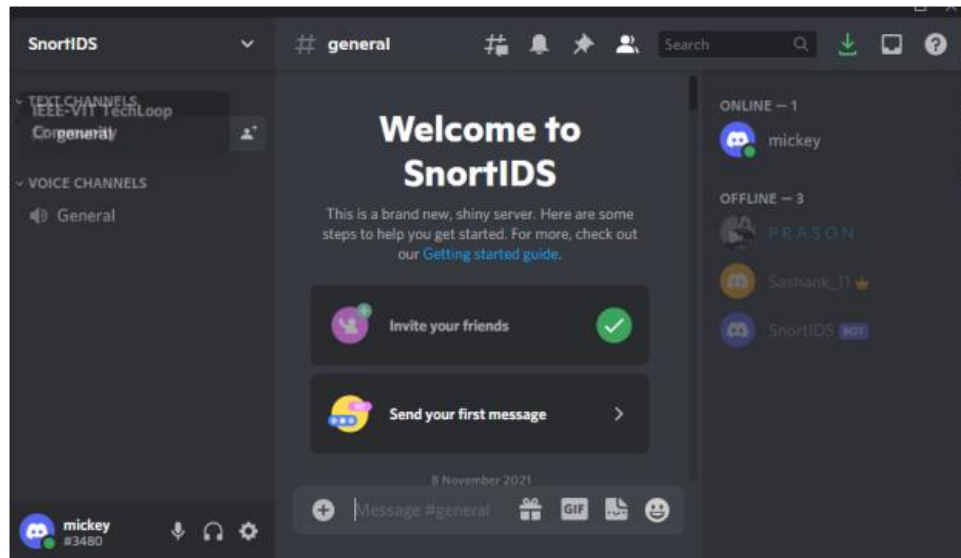 SnortIDS
general
Search
TEXT CHANNELS
IEEE-VIT TechLoop
Community
general
VOICE CHANNELS
General
Welcome to
SnortIDS
This is a brand new, shiny server. Here are some
steps to help you get started. For more, check out
our Getting started guide.
Invite your friends
Send your first message
8 November 2021
Message #general
GIF
ONLINE — 1
mickey
OFFLINE — 3
PRASON
Sashank_11
SnortIDS BOT
mickey
#3480